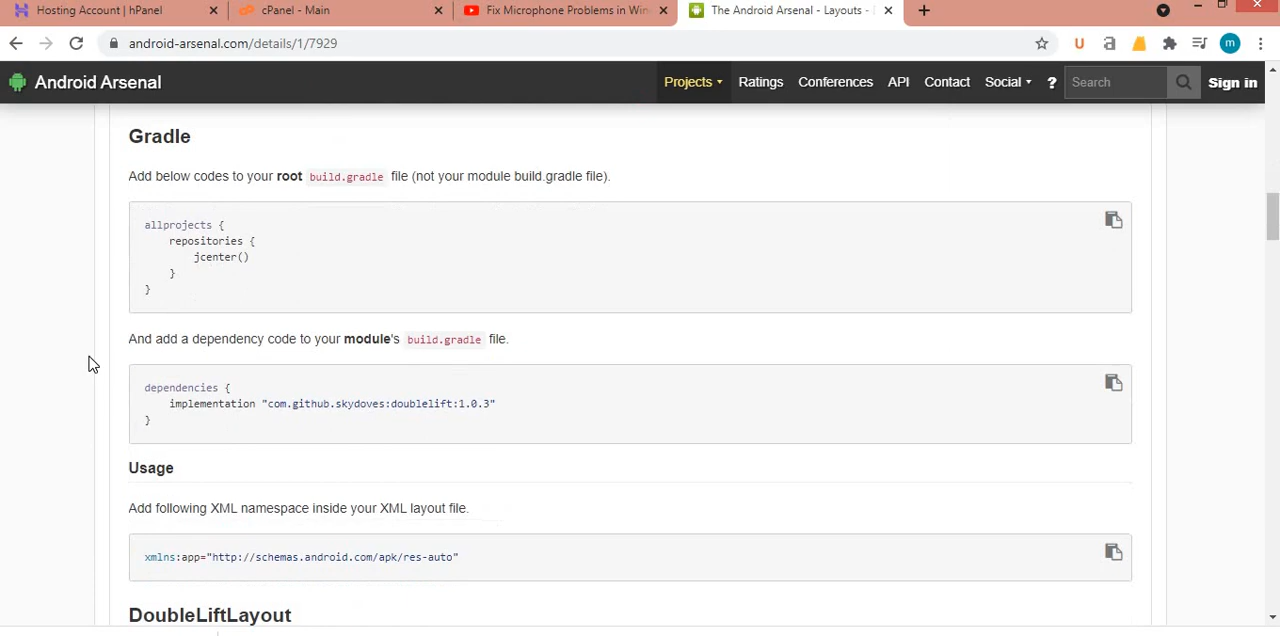 Hosting Account | hPanel
cPanel - Main
Fix Microphone Problems in Win
The Android Arsenal - Layouts -
android-arsenal.com/details/1/7929
U
a
m
Android Arsenal
Projects
Ratings
Conferences
API
Contact
Social
?
Search
Sign in
Gradle
Add below codes to your root build.gradle file (not your module build.gradle file).
allprojects {
repositories {
jcenter()
}
}
And add a dependency code to your module's build.gradle file.
dependencies {
implementation "com.github.skydoves:doublelift:1.0.3"
}
Usage
Add following XML namespace inside your XML layout file.
xmlns:app="http://schemas.android.com/apk/res-auto"
DoubleLiftLayout